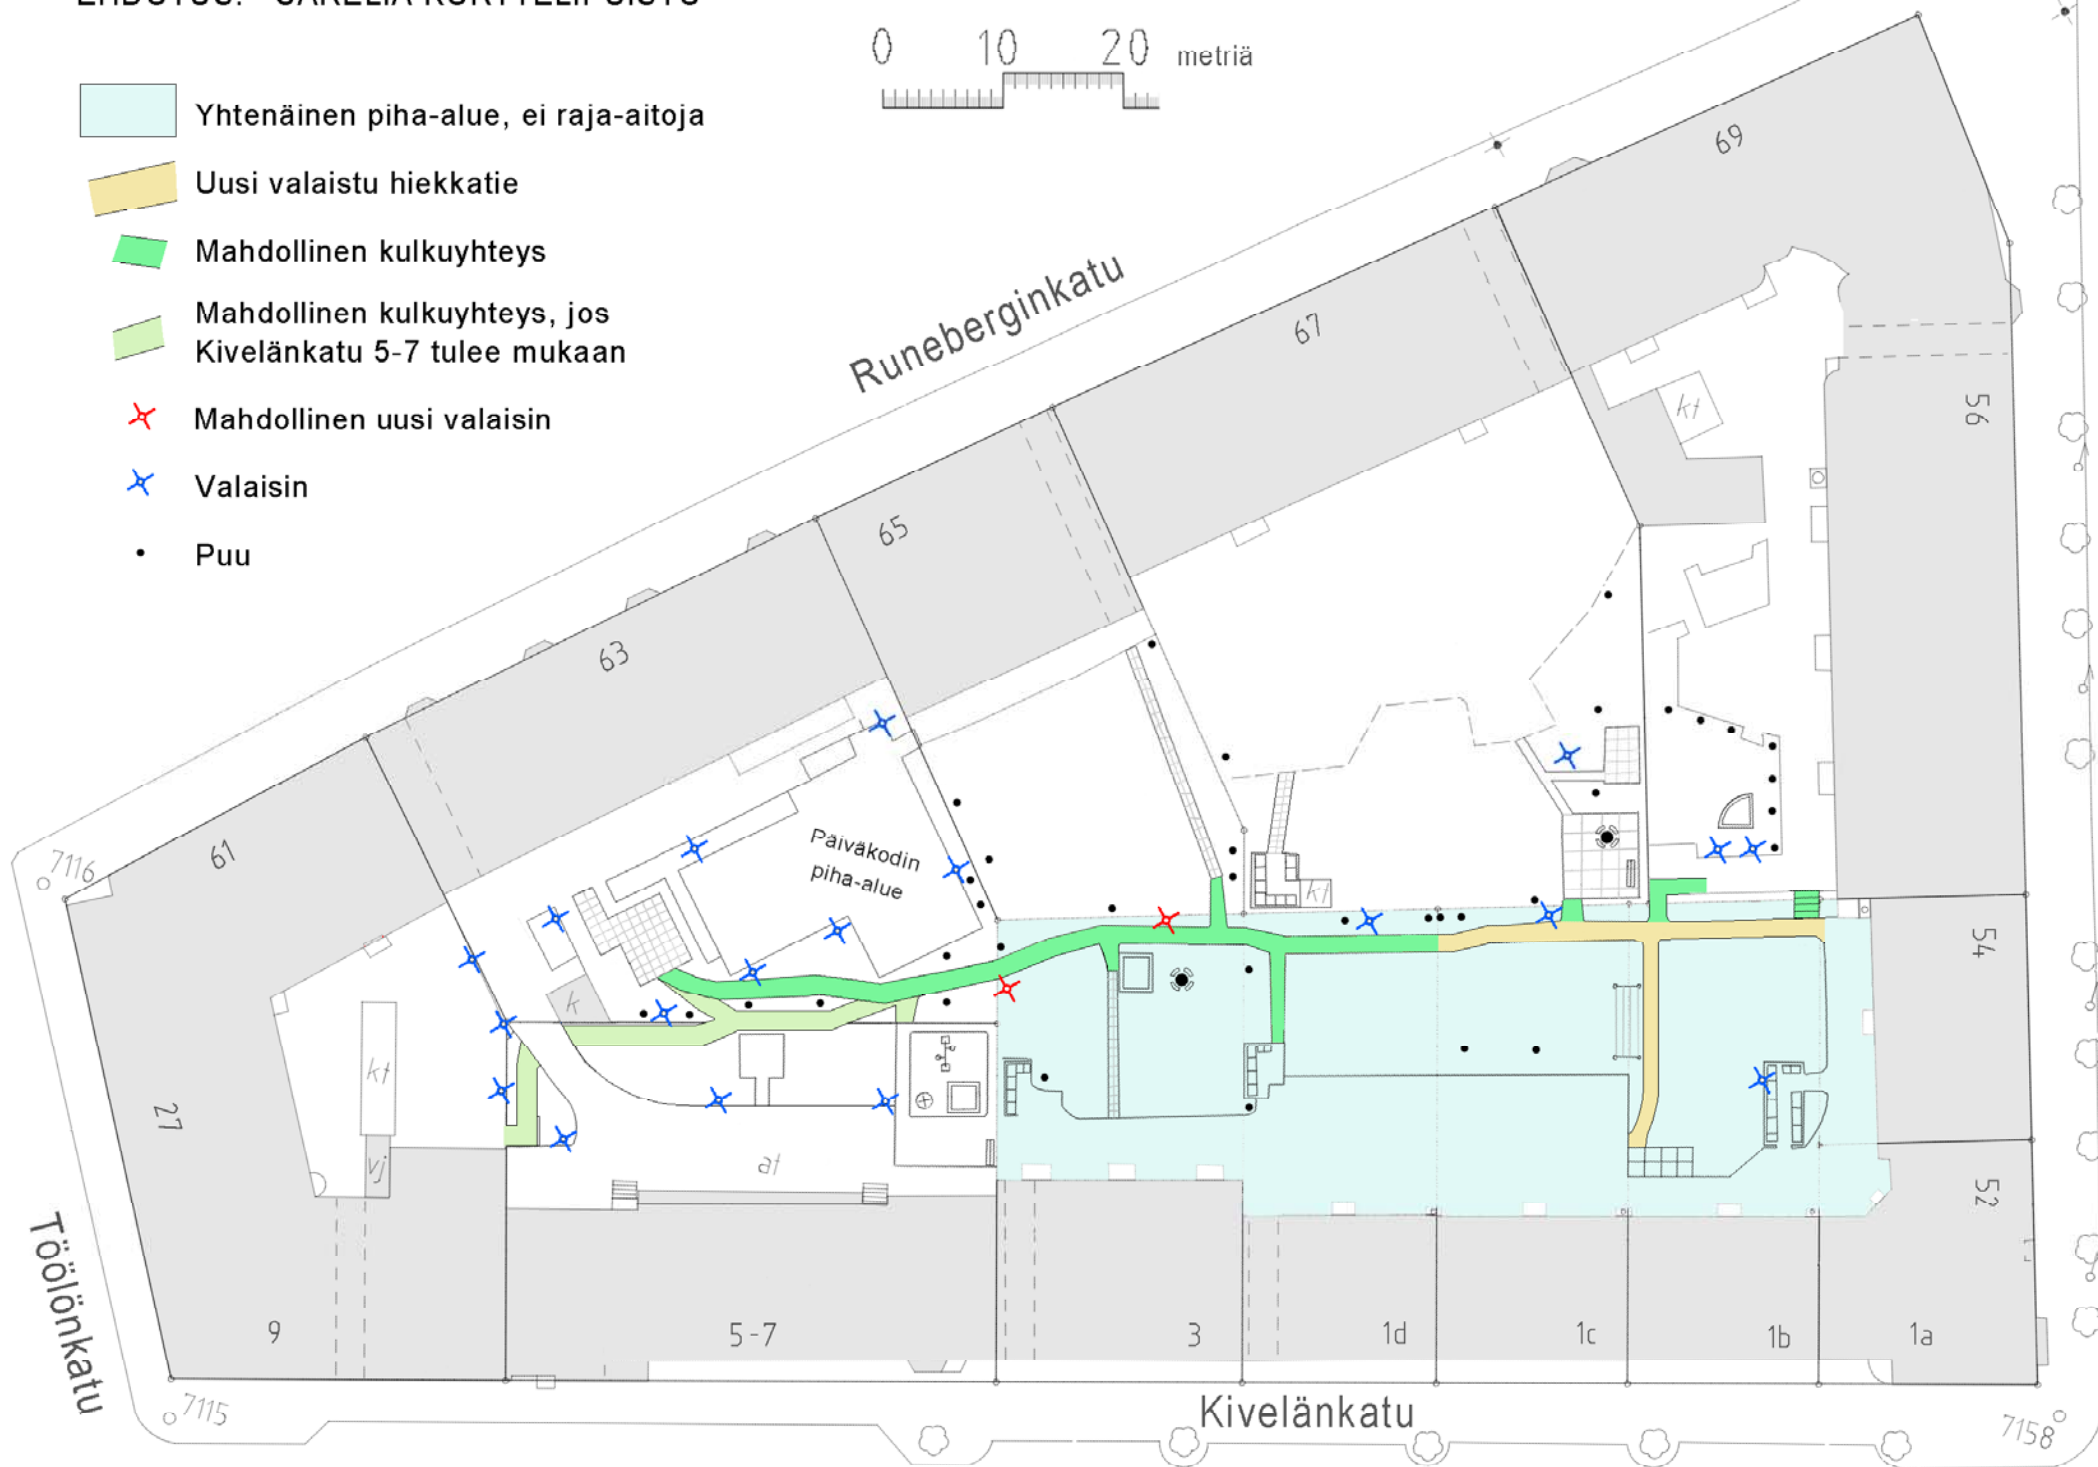 0 10 20 metriä
Yhtenäinen piha-alue, ei raja-aitoja
Uusi valaistu hiekkatie
Mahdollinen kulkuyhteys
Mahdollinen kulkuyhteys, jos
Kivelänkatu 5-7 tulee mukaan
Mahdollinen uusi valaisin
Valaisin
Puu
Runeberginkatu
69
67
65
63
61
56
54
52
kt
Päiväkodin
piha-alue
kt
7116
k
kt
27
vj
at
Töölönkatu
9
5-7
3
1d
1c
1b
1a
7115
Kivelänkatu
7158